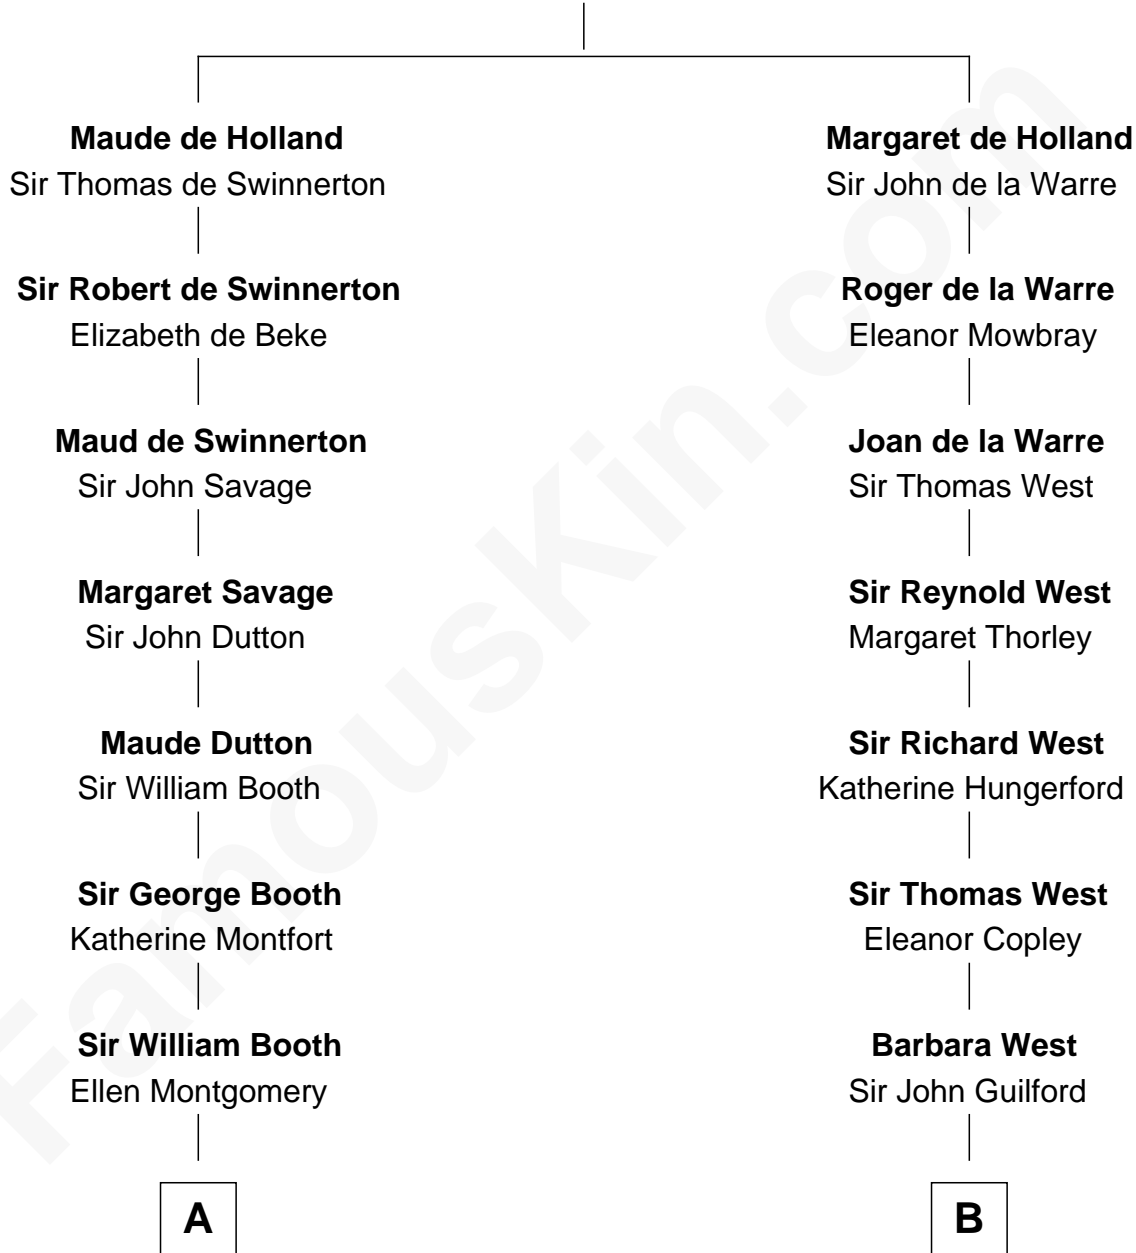 Maude de Holland
Sir Thomas de Swinnerton
Sir Robert de Swinnerton
Elizabeth de Beke
Maud de Swinnerton
Sir John Savage
Margaret Savage
Sir John Dutton
Maude Dutton
Sir William Booth
Sir George Booth
Katherine Montfort
Sir William Booth
Ellen Montgomery
A
Margaret de Holland
Sir John de la Warre
Roger de la Warre
Eleanor Mowbray
Joan de la Warre
Sir Thomas West
Sir Reynold West
Margaret Thorley
Sir Richard West
Katherine Hungerford
Sir Thomas West
Eleanor Copley
Barbara West
Sir John Guilford
B
FamousKin.com